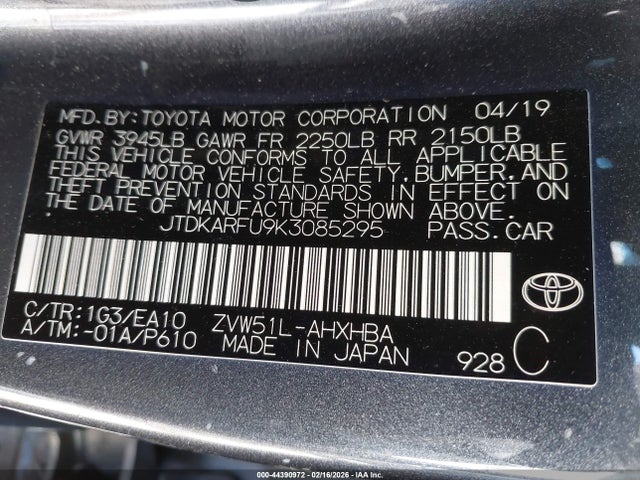 MFD.BY:TOYOTA MOTOR CORPORATION 04/19
GVWR 3945LB GAWR FR 2250LB RR 2150LB
THIS VEHICLE CONFORMS TO ALL APPLICABLE
FEDERAL MOTOR VEHICLE SAFETY,BUMPER,AND
THEFT PREVENTION STANDARDS IN EFFECT ON
THE DATE OF MANUFACTURE SHOWN ABOVE.
JTDKARFU9K3085295 PASS.CAR
C/TR:1G3/EA10 ZVW51L-AHXHBA
A/TM:-01A/P610 MADE IN JAPAN
928 C
000-44390972 - 02/16/2026 - IAA Inc.